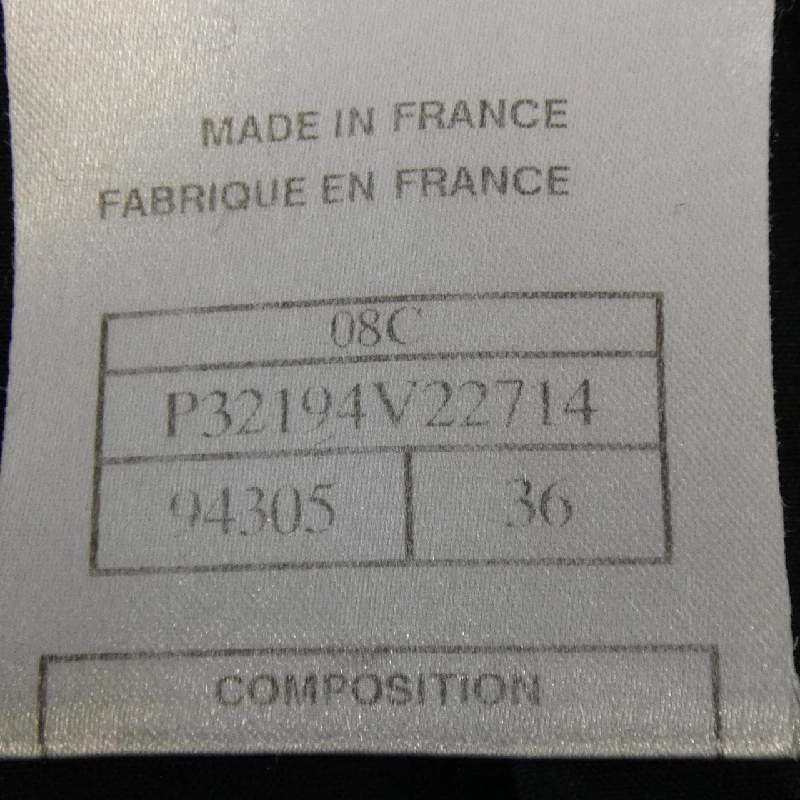 MADE IN FRANCE
FABRIQUE EN FRANCE
08C
P32194V22714
94305 36
COMPOSITION